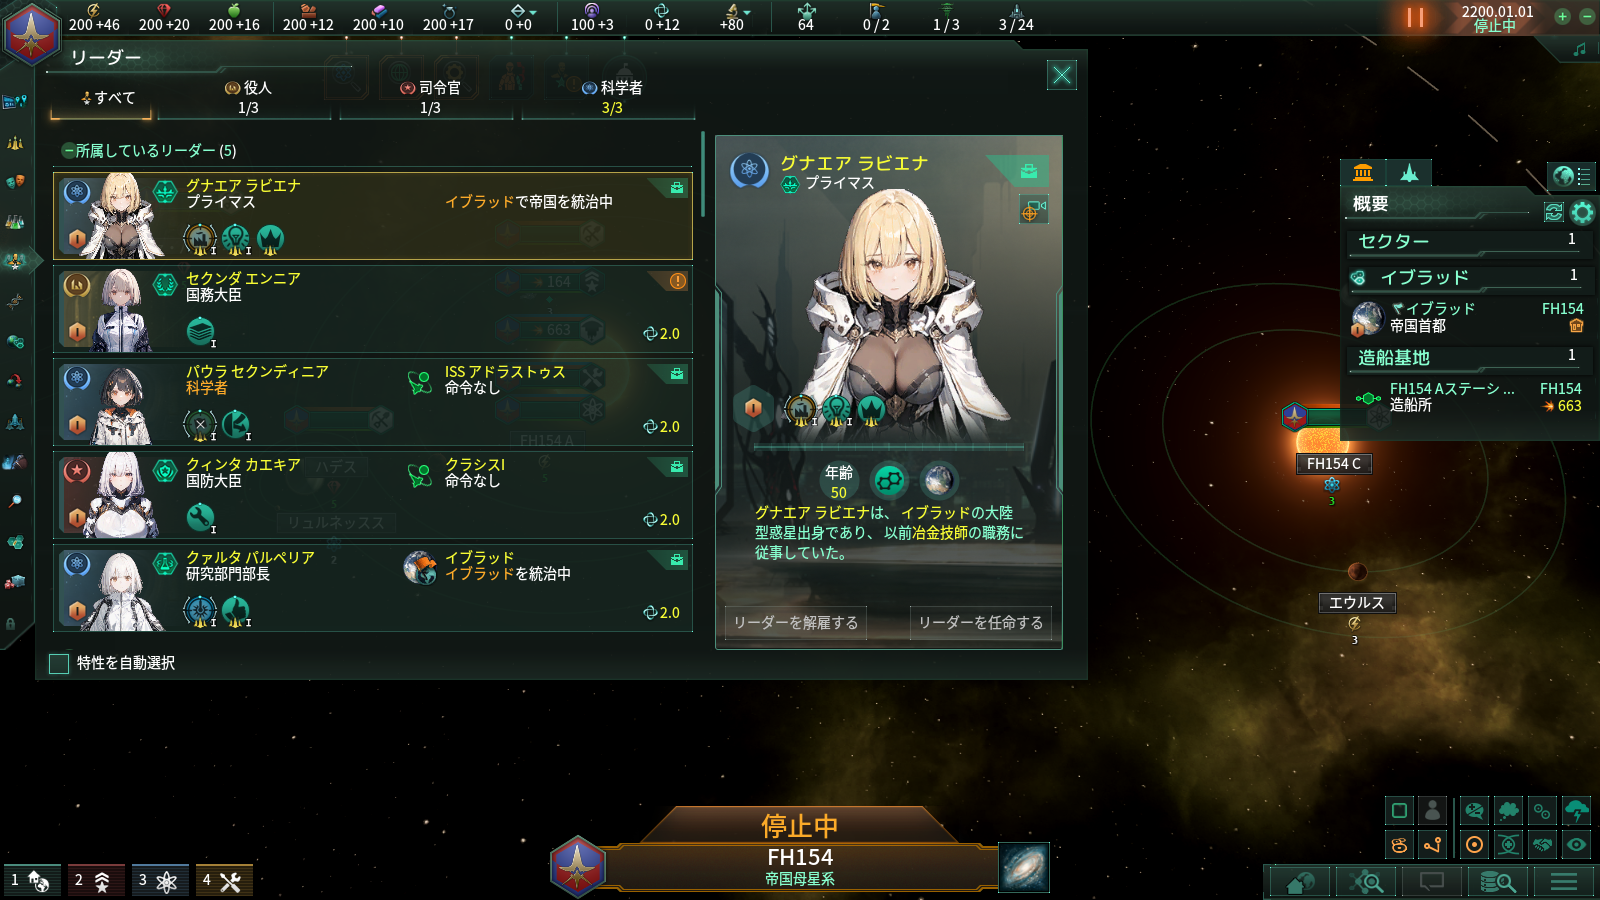 200 +46
200 +20
200 +16
200 +12
200 +10
200 +17
0 +0
100 +3
0 +12
+80
64
0 / 2
1 / 3
3 / 24
2200.01.01
停止中
リーダー
すべて
役人
1/3
司令官
1/3
科学者
3/3
所属しているリーダー (5)
グナエア ラビエナ
プライマス
イブラッドで帝国を統治中
I
I
セクンダ エンニア
国務大臣
I
2.0
164
663
パウラ セクンディニア
科学者
ISS アドラストゥス
命令なし
I
I
2.0
FH154 A
クィンタ カエキア
国防大臣
クラシスI
命令なし
I
2.0
ハデス
リュルネッスス
クァルタ パルペリア
研究部門部長
イブラッド
イブラッドを統治中
I
I
2.0
特性を自動選択
グナエア ラビエナ
プライマス
I
I
年齢
50
グナエア ラビエナは、イブラッドの大陸
型惑星出身であり、以前冶金技師の職務に
従事していた。
リーダーを解雇する
リーダーを任命する
概要
セクター
1
イブラッド
1
イブラッド
FH154
帝国首都
造船基地
1
FH154 Aステーシ ...
FH154
造船所
663
FH154 C
3
エウルス
3
停止中
FH154
帝国母星系
1
2
3
4